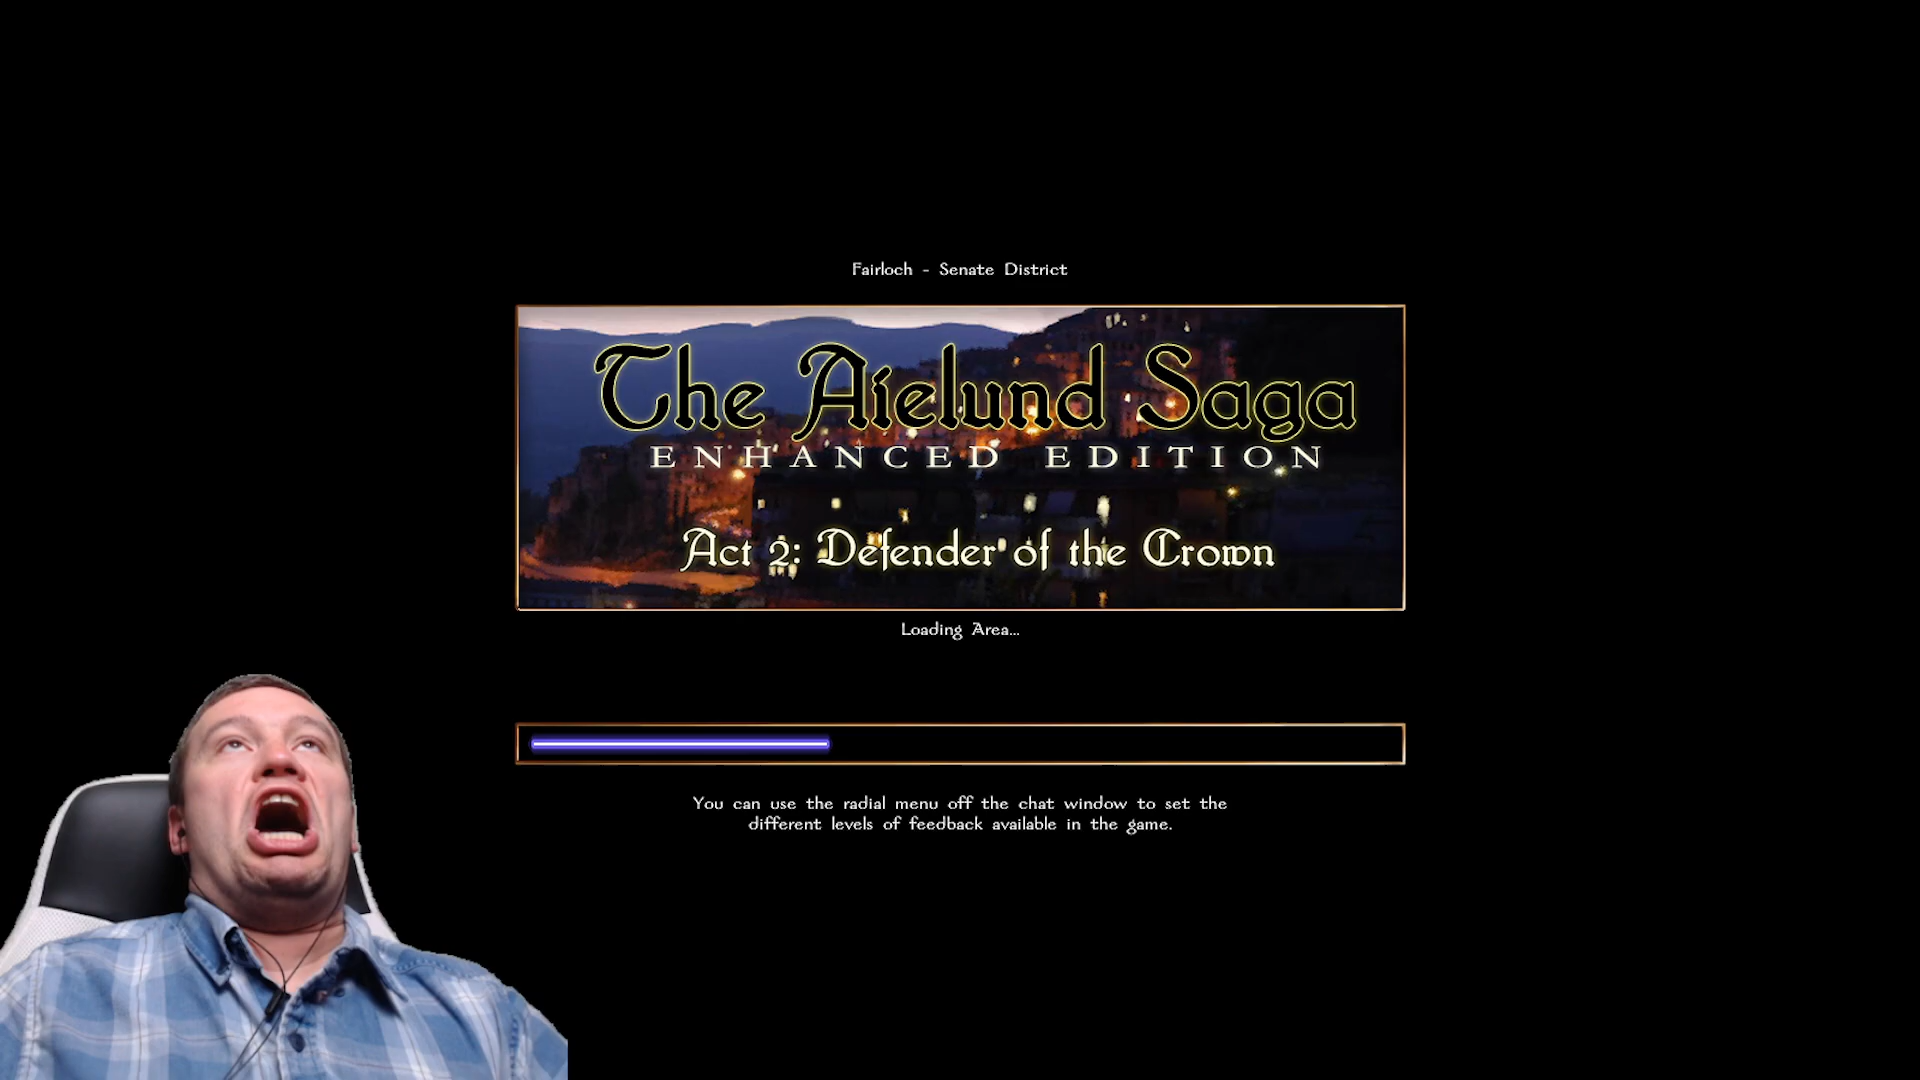 Fairloch - Senate District
The Aielund Saga
ENHANCED EDITION
Act 2: Defender of the Crown
Loading Area...
You can use the radial menu off the chat window to set the
different levels of feedback available in the game.